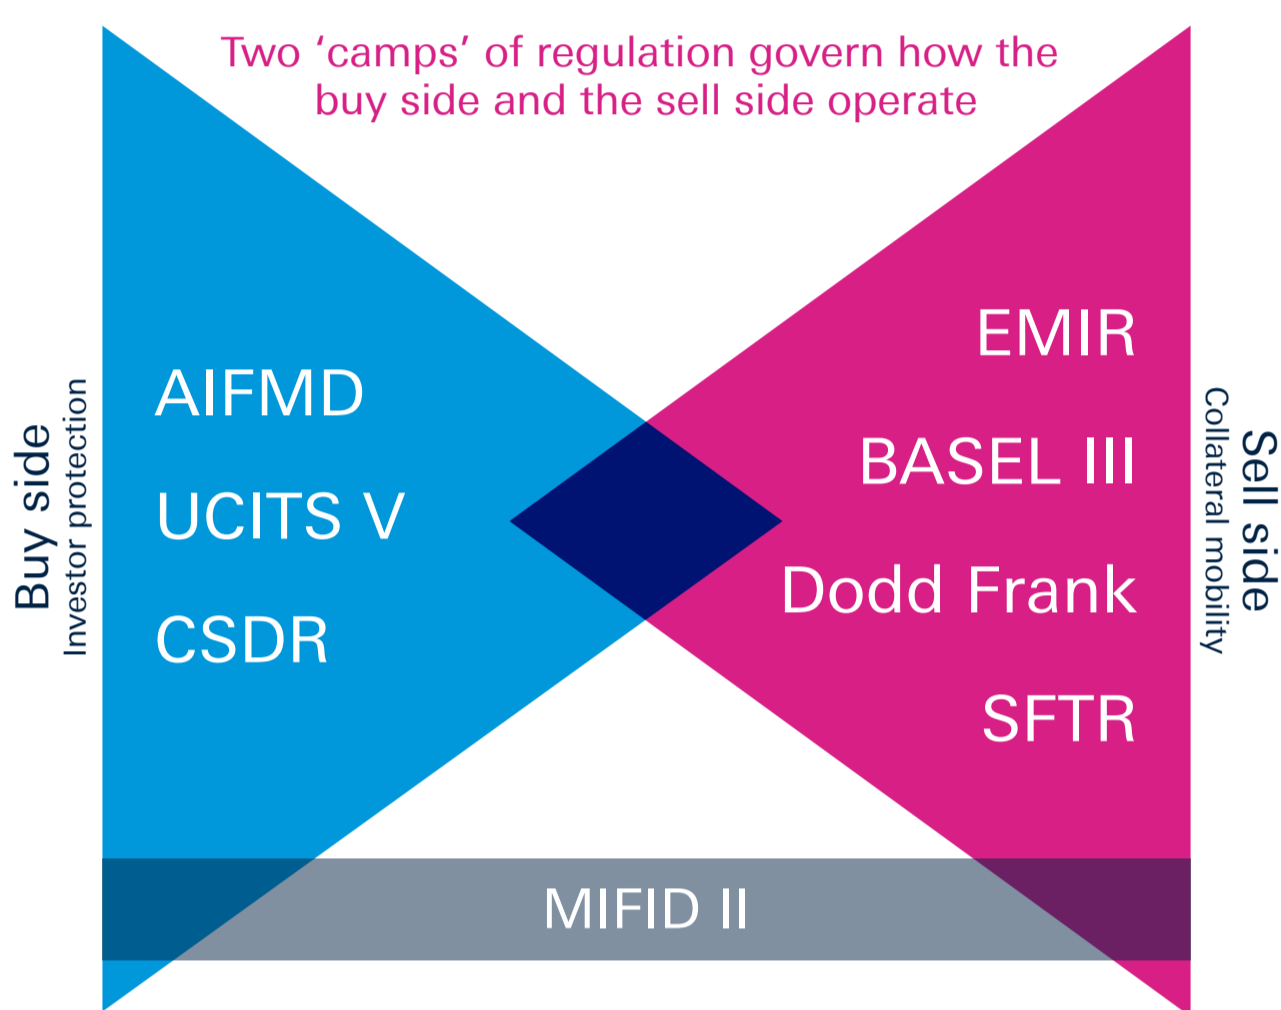 Two ‘camps’ of regulation govern how the
buy side and the sell side operate
Buy side
Investor protection
AIFMD
UCITS V
CSDR
EMIR
BASEL III
Dodd Frank
SFTR
Sell side
Collateral mobility
MIFID II